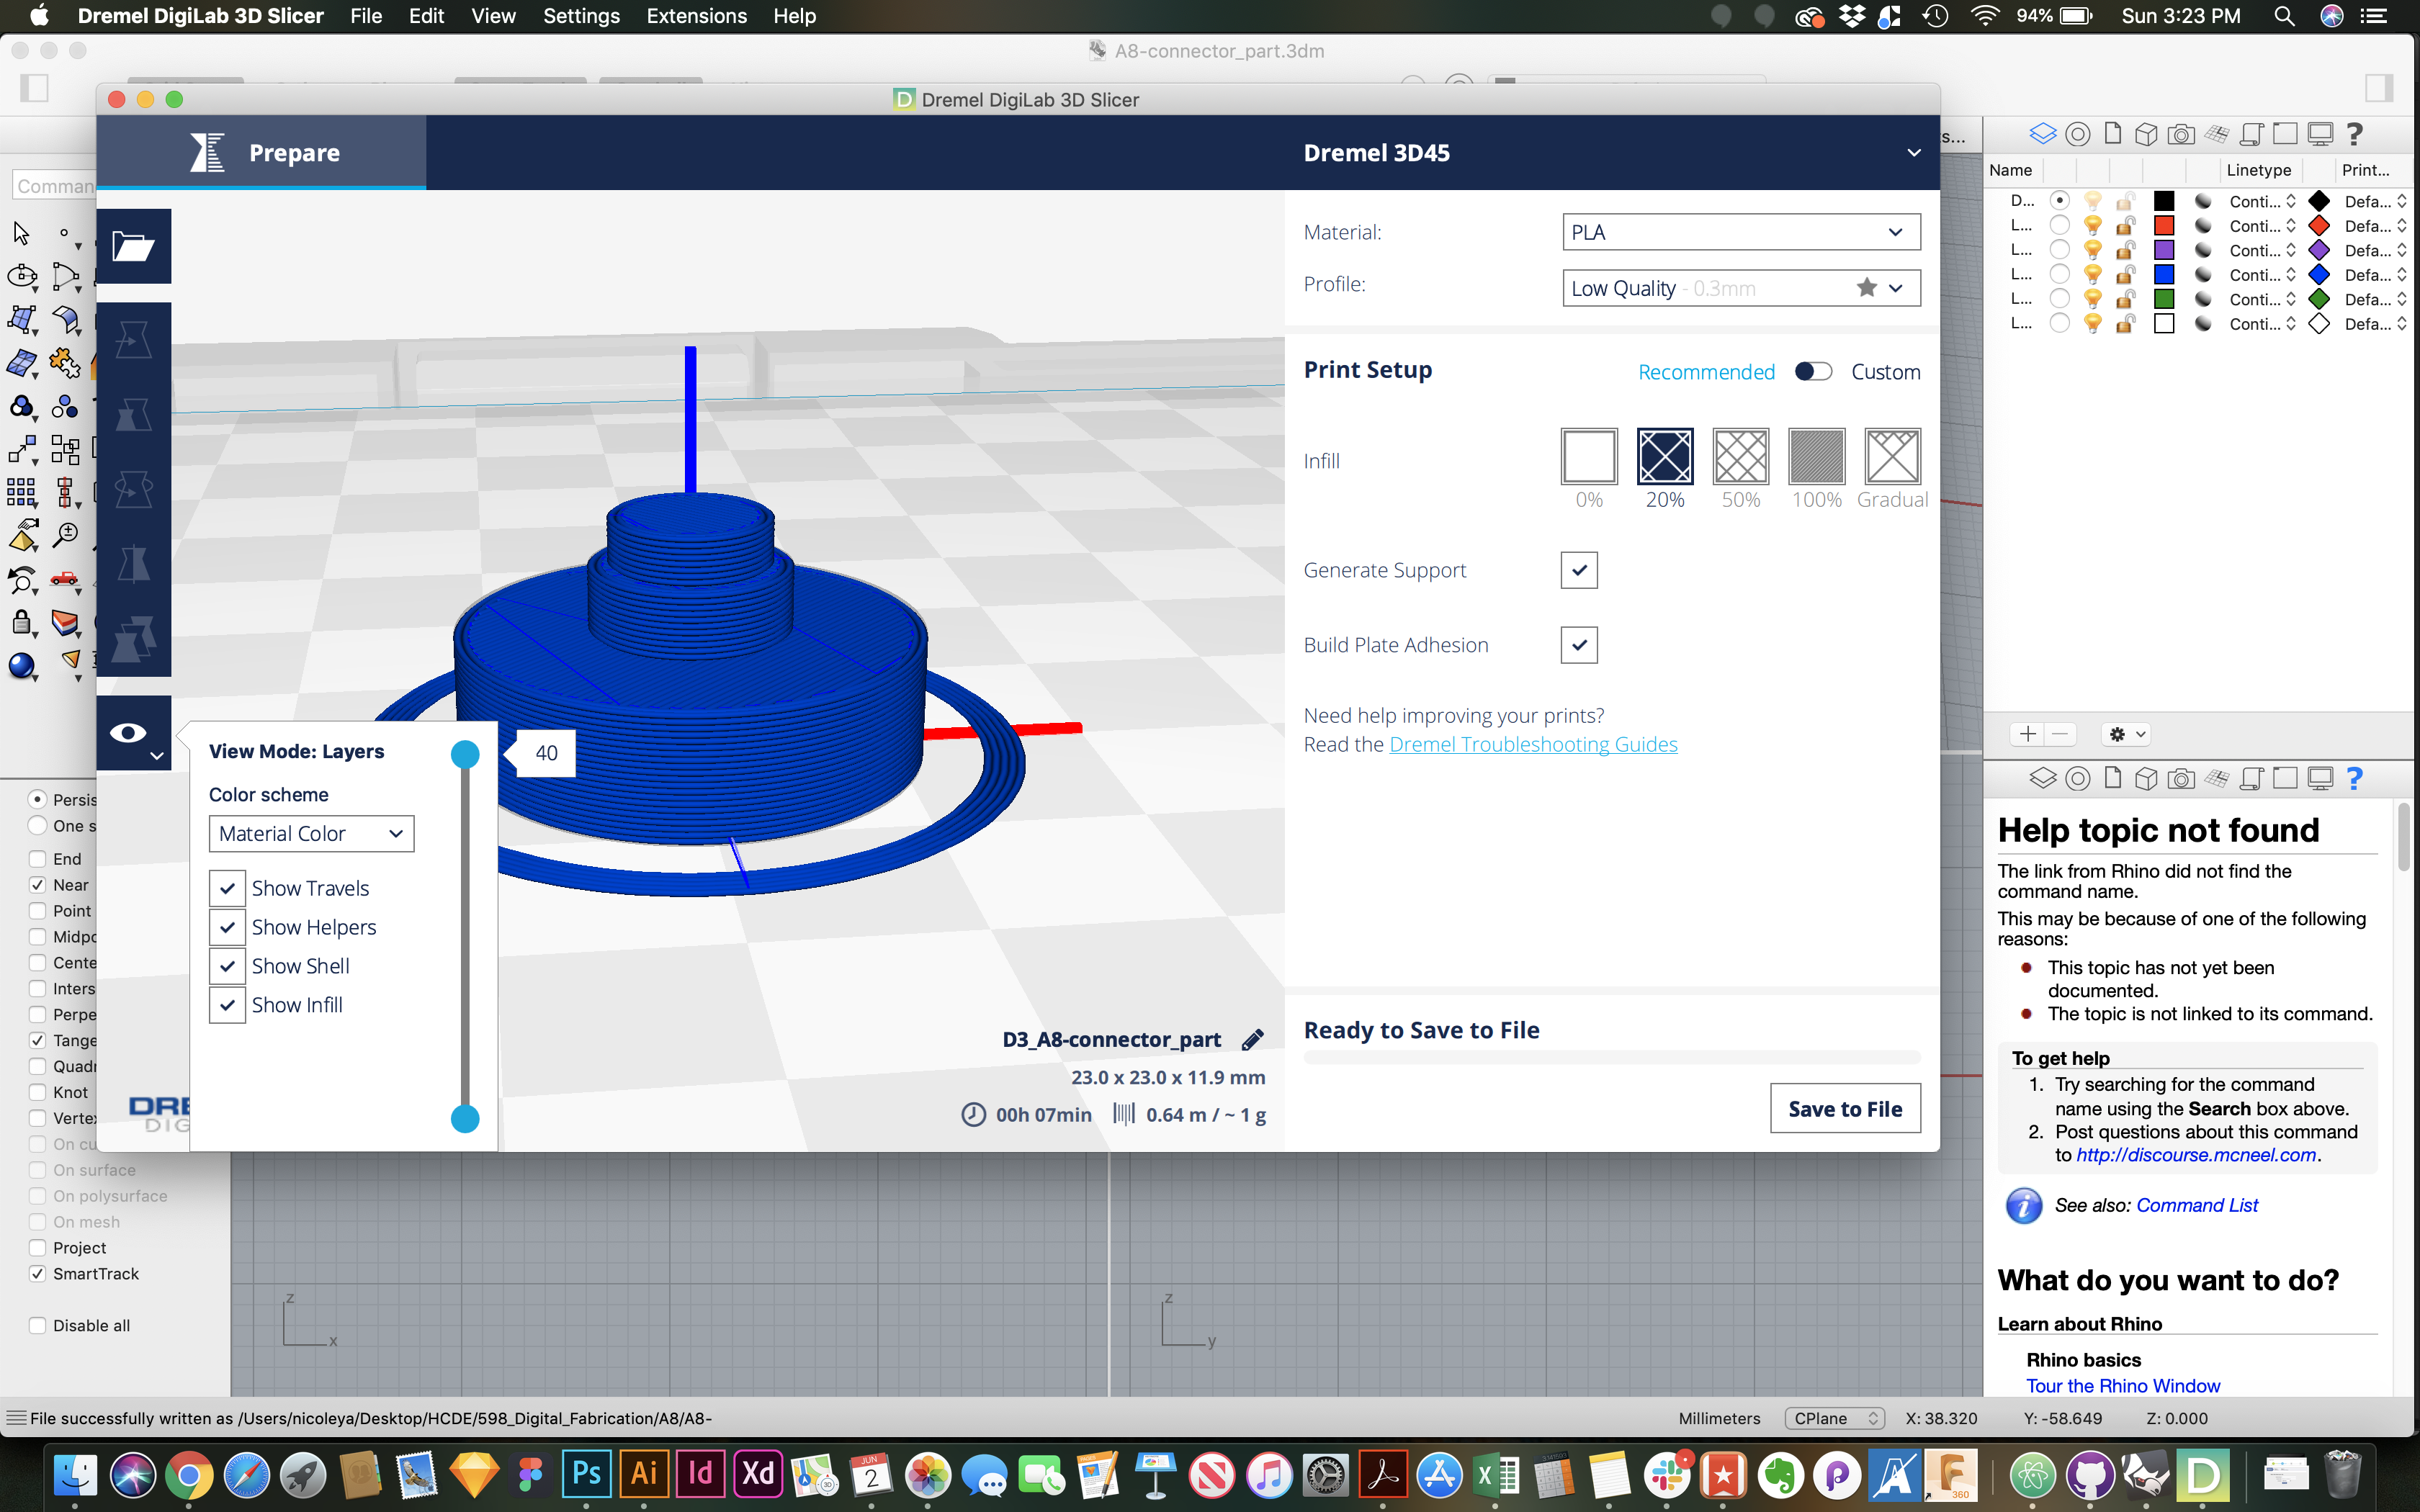 Dremel DigiLab 3D Slicer File Edit View Settings Extensions Help
94% Sun 3:23 PM
A8-connector_part.3dm
Dremel DigiLab 3D Slicer
Prepare
Dremel 3D45
s...
Comman
Material:
PLA
Profile:
Low Quality - 0.3mm
Print Setup
Recommended
Custom
Infill
0%
20%
50%
100%
Gradual
Generate Support
Build Plate Adhesion
Need help improving your prints?
Read the Dremel Troubleshooting Guides
Ready to Save to File
Save to File
View Mode: Layers
40
Color scheme
Material Color
Show Travels
Show Helpers
Show Shell
Show Infill
D3_A8-connector_part
23.0 x 23.0 x 11.9 mm
00h 07min
0.64 m / ~ 1 g
DRE
DIG
Name
Linetype
Print...
D... Conti... Defa...
L... Conti... Defa...
L... Conti... Defa...
L... Conti... Defa...
L... Conti... Defa...
L... Conti... Defa...
Persis
One s
End
Near
Point
Midpo
Cente
Inters
Perpe
Tange
Quadr
Knot
Vertex
On cu
On surface
On polysurface
On mesh
Project
SmartTrack
Disable all
z
x
z
y
Help topic not found
The link from Rhino did not find the
command name.
This may be because of one of the following
reasons:
This topic has not yet been
documented.
The topic is not linked to its command.
To get help
1. Try searching for the command
name using the Search box above.
2. Post questions about this command
to http://discourse.mcneel.com.
See also: Command List
What do you want to do?
Learn about Rhino
Rhino basics
Tour the Rhino Window
File successfully written as /Users/nicoleya/Desktop/HCDE/598_Digital_Fabrication/A8/A8-
Millimeters
CPlane
X: 38.320
Y: -58.649
Z: 0.000
Ps
Ai
Id
Xd
JUN
2
D
360